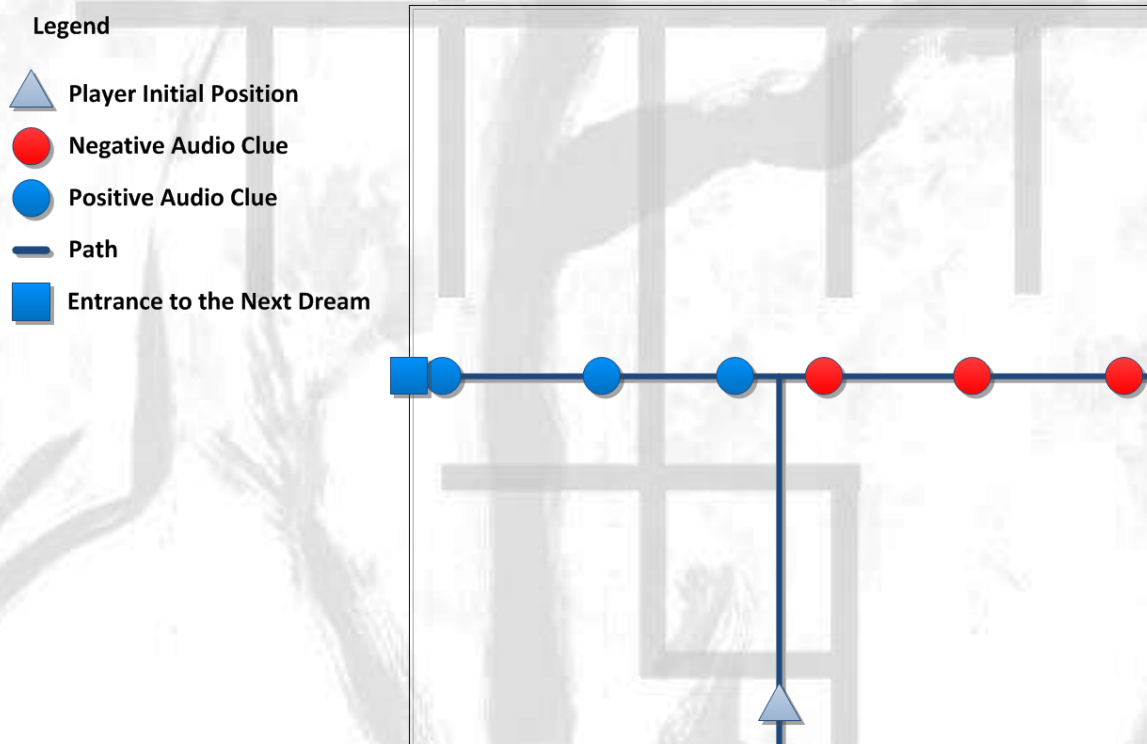 Legend
Player Initial Position
Negative Audio Clue
Positive Audio Clue
Path
Entrance to the Next Dream